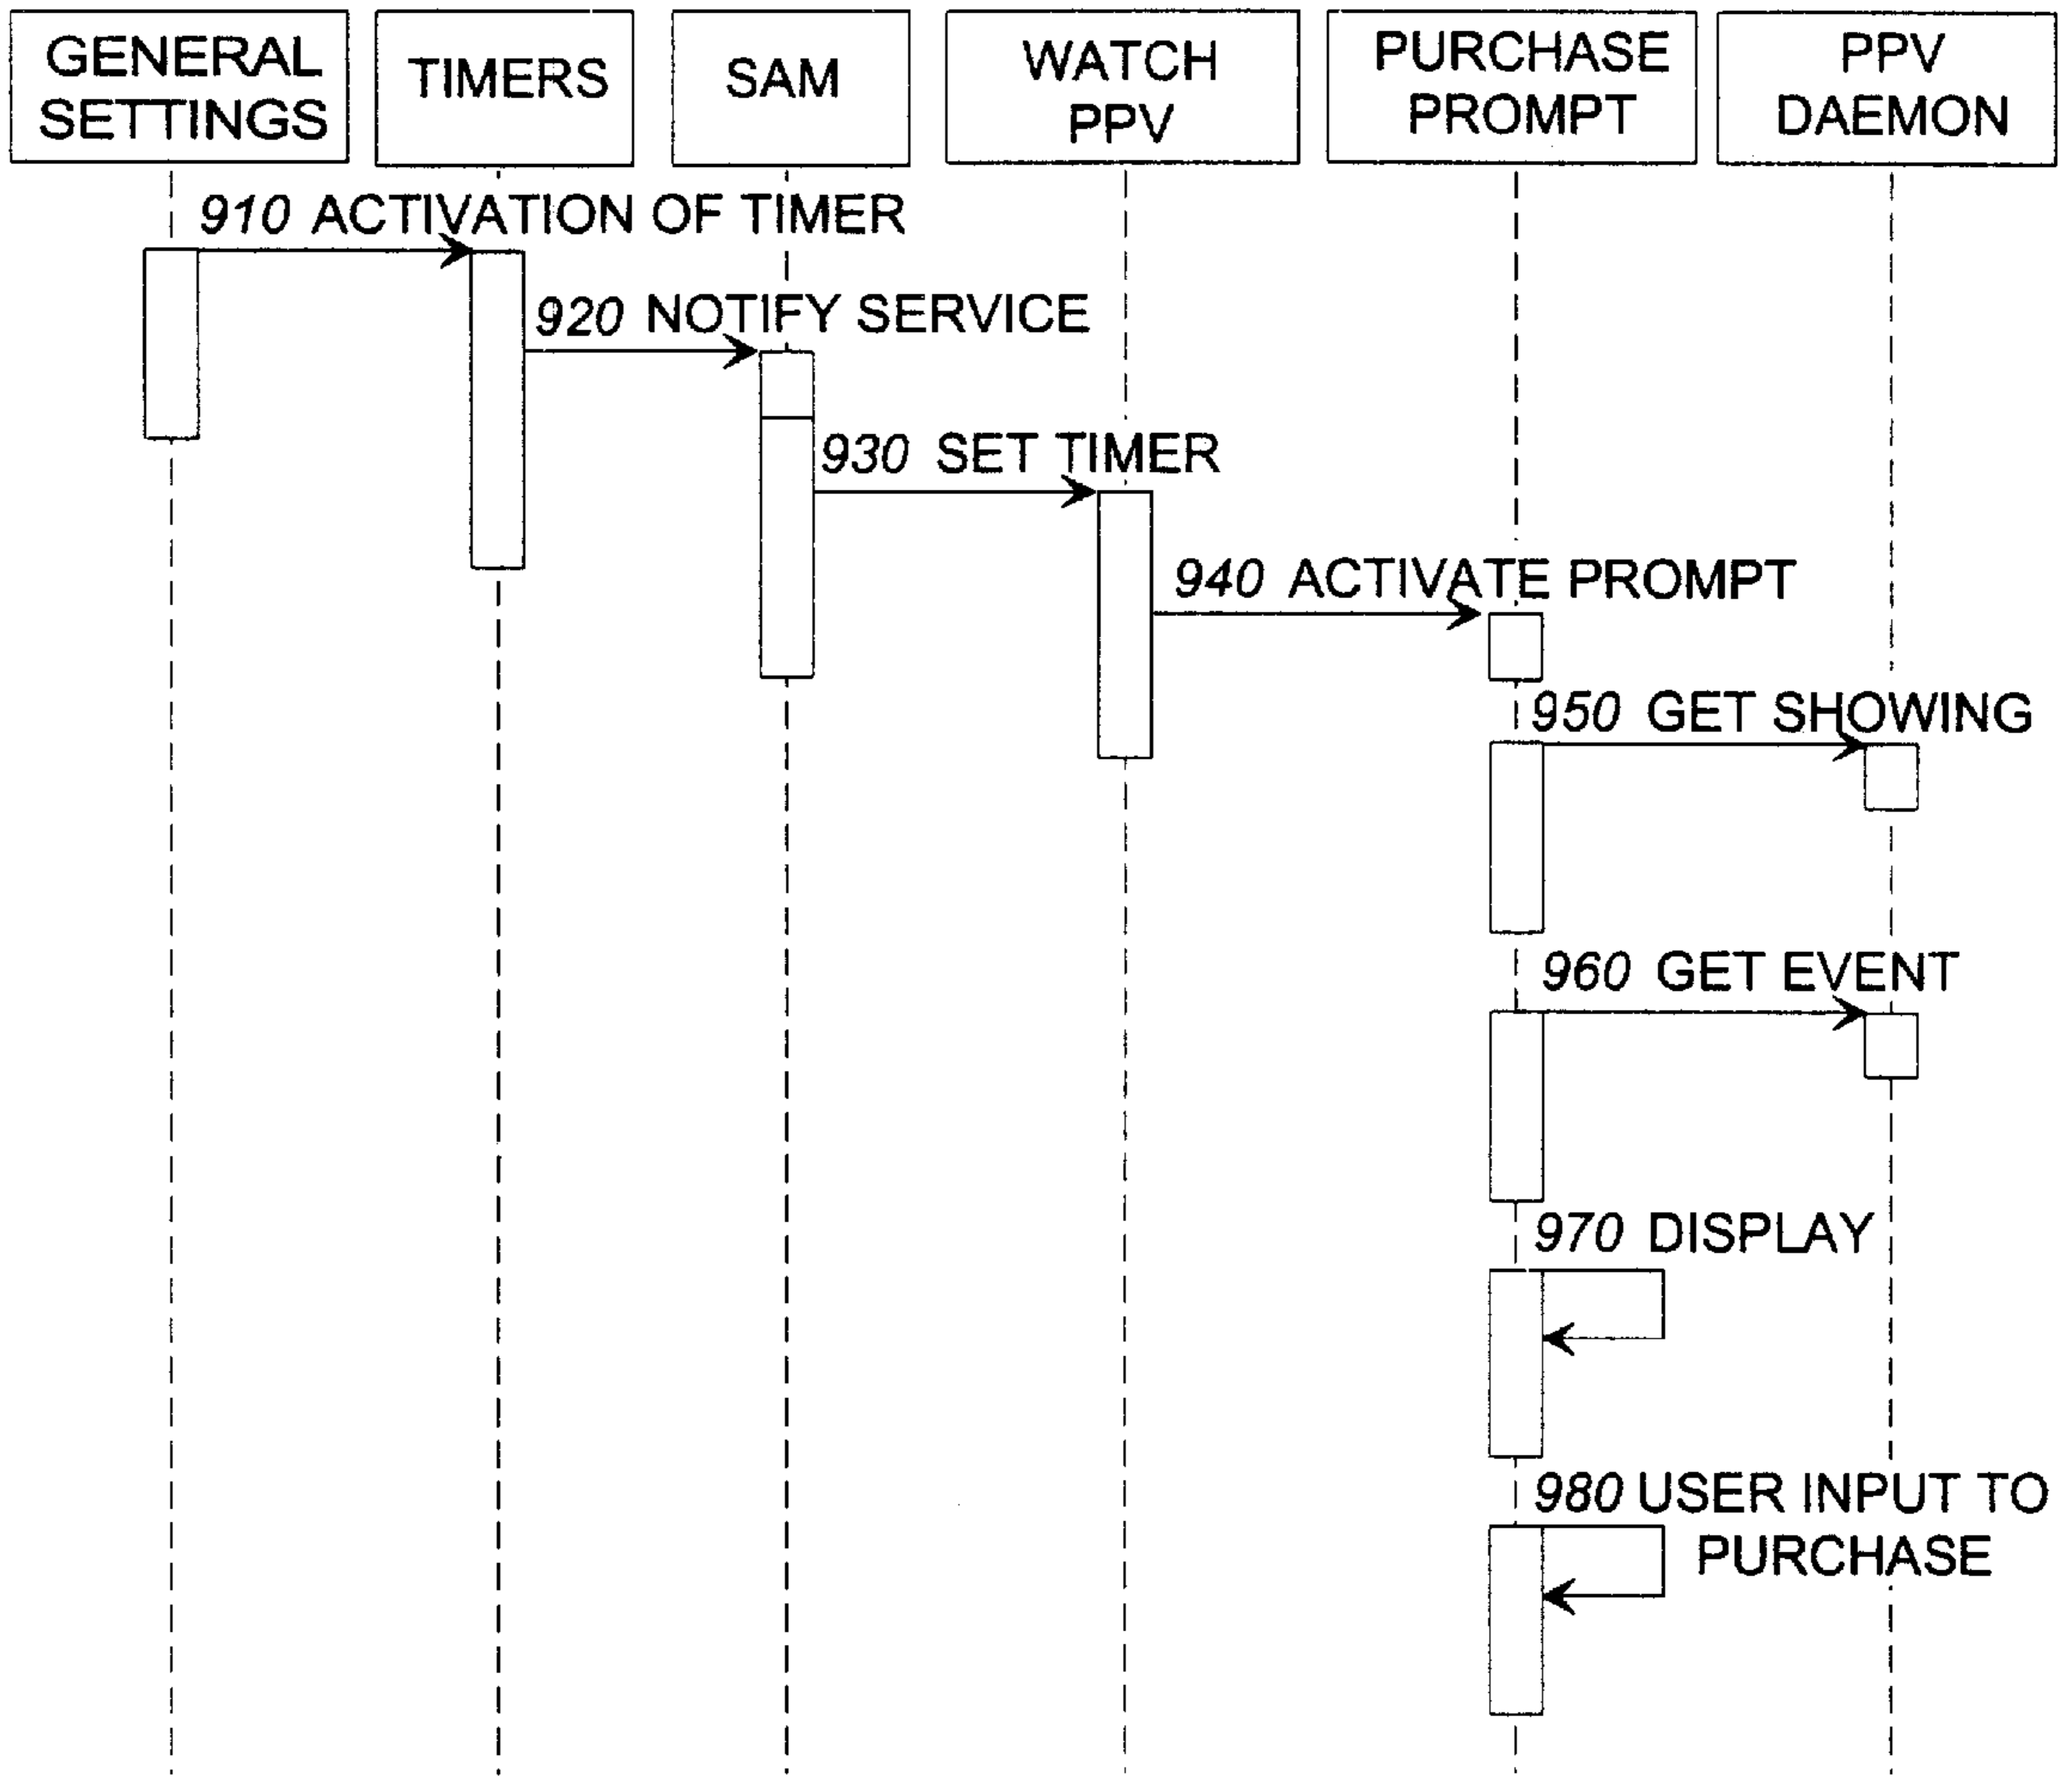 GENERAL
SETTINGS
TIMERS
SAM
WATCH
PPV
PURCHASE
PROMPT
PPV
DAEMON
910 ACTIVATION OF TIMER
920 NOTIFY SERVICE
930 SET TIMER
940 ACTIVATE PROMPT
950 GET SHOWING
960 GET EVENT
970 DISPLAY
980 USER INPUT TO
PURCHASE